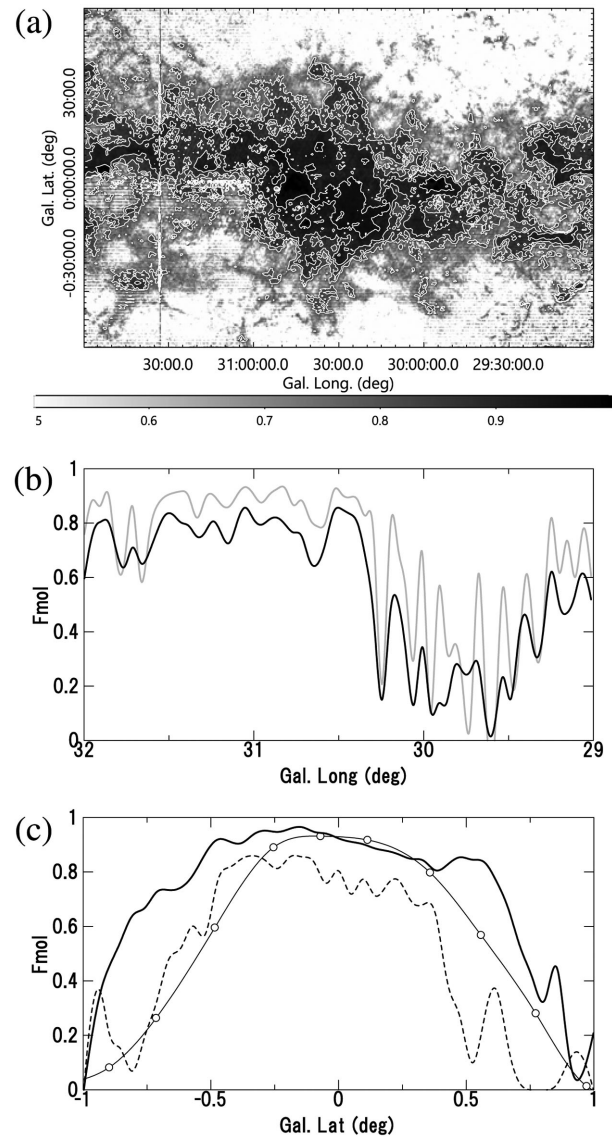 (a)
30:00.0
0:00:00.0
-0:30:00.0
Gal. Lat. (deg)
30:00.0 31:00:00.0 30:00.0 30:00:00.0 29:30:00.0
Gal. Long. (deg)
5 0.6 0.7 0.8 0.9
(b)
1
0.8
0.6
0.4
0.2
0
Fmol
32 31 30 29
Gal. Long (deg)
(c)
1
0.8
0.6
0.4
0.2
0
Fmol
-1 -0.5 0 0.5 1
Gal. Lat (deg)